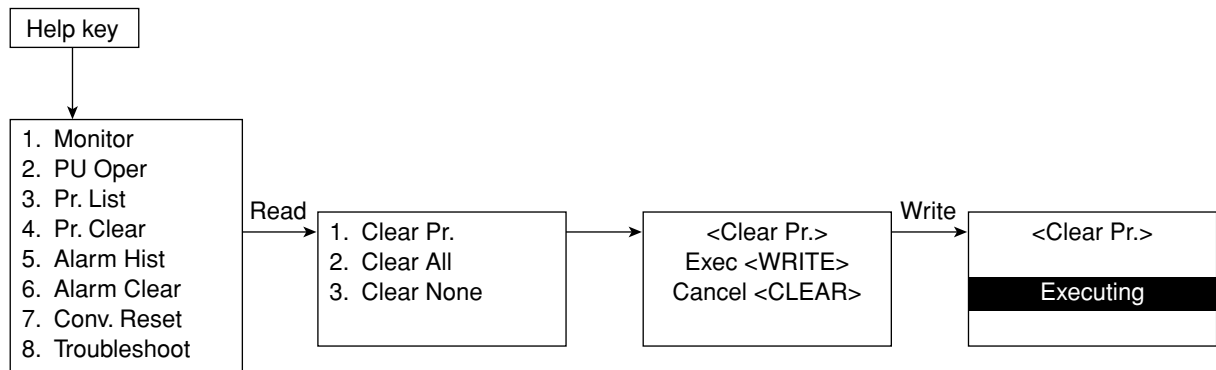 Help key
1. Monitor
2. PU Oper
3. Pr. List
4. Pr. Clear
5. Alarm Hist
6. Alarm Clear
7. Conv. Reset
8. Troubleshoot
Read
1. Clear Pr.
2. Clear All
3. Clear None
<Clear Pr.>
Exec <WRITE>
Cancel <CLEAR>
Write
<Clear Pr.>
Executing